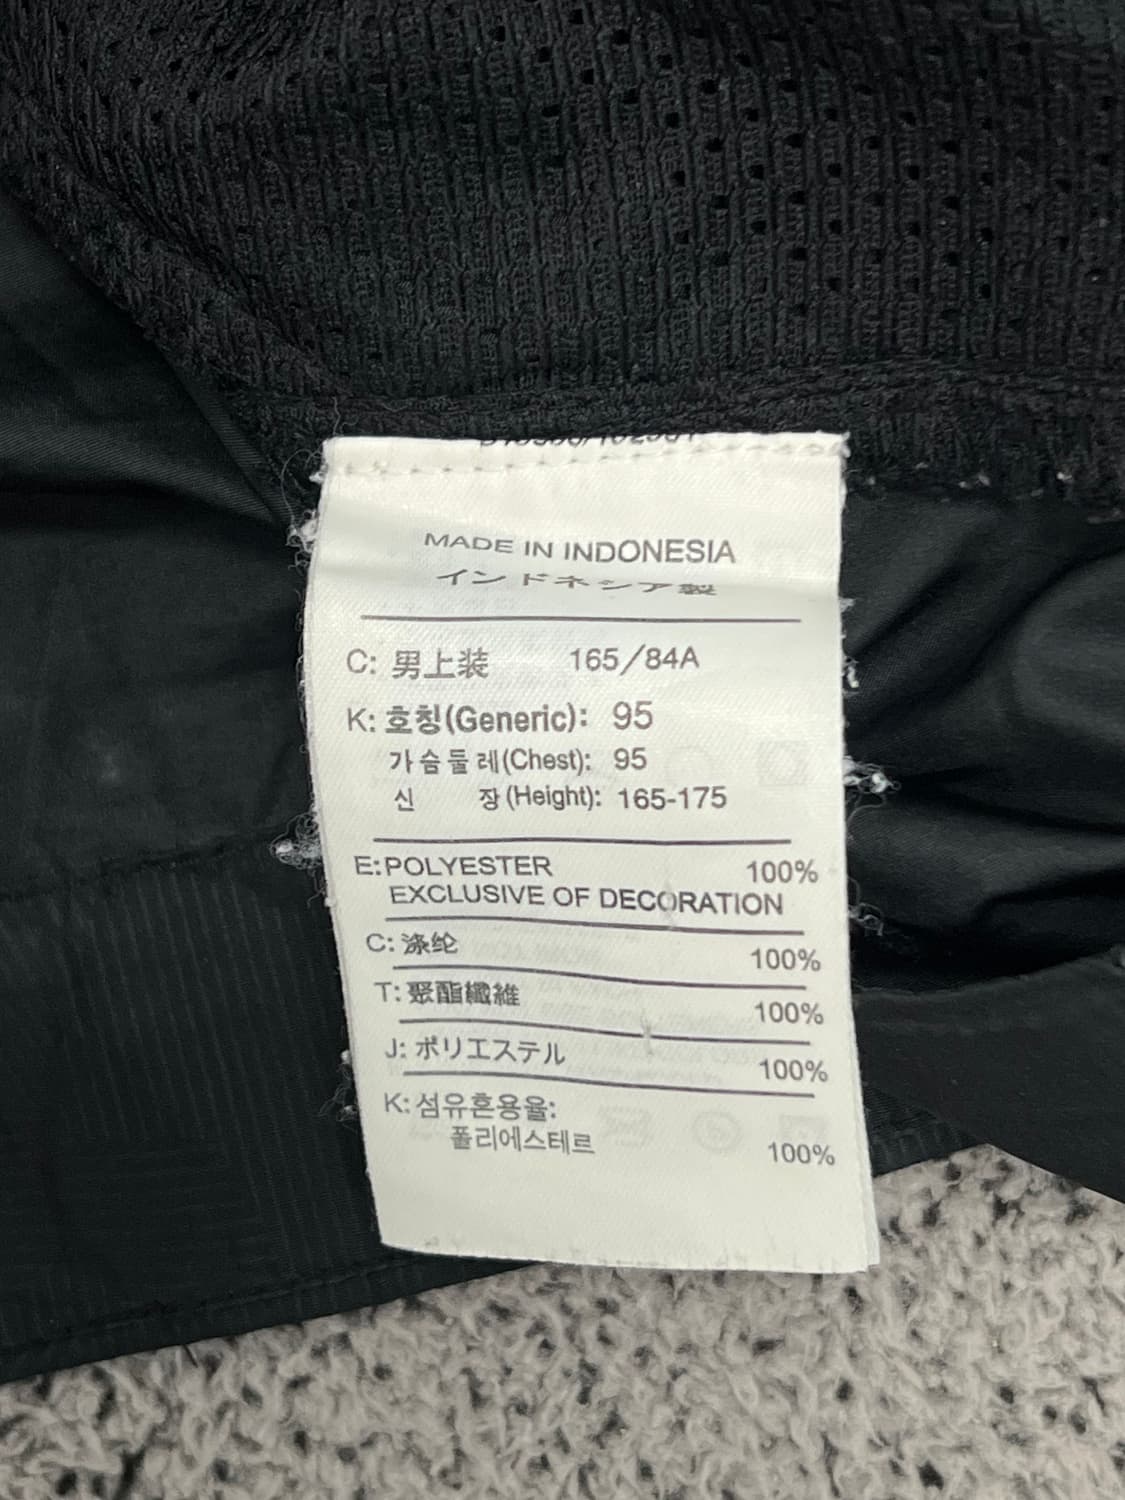 MADE IN INDONESIA
インドネシア製
C: 男上装 165/84A
K: 호칭(Generic): 95
가슴둘레(Chest): 95
신 장(Height): 165-175
E:POLYESTER 100%
EXCLUSIVE OF DECORATION
C: 涤纶 100%
T: 聚酯纖維 100%
J: ポリエステル 100%
K: 섬유혼용율:
폴리에스테르 100%